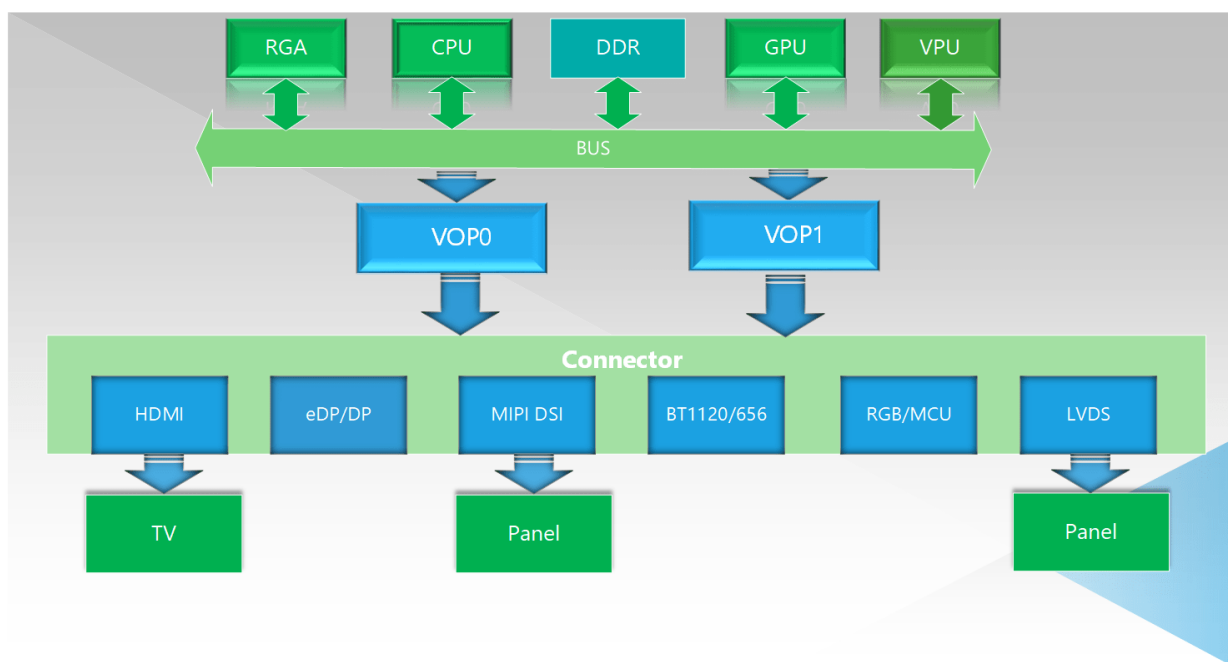 RGA
CPU
DDR
GPU
VPU
BUS
VOP0
VOP1
Connector
HDMI
eDP/DP
MIPI DSI
BT1120/656
RGB/MCU
LVDS
TV
Panel
Panel